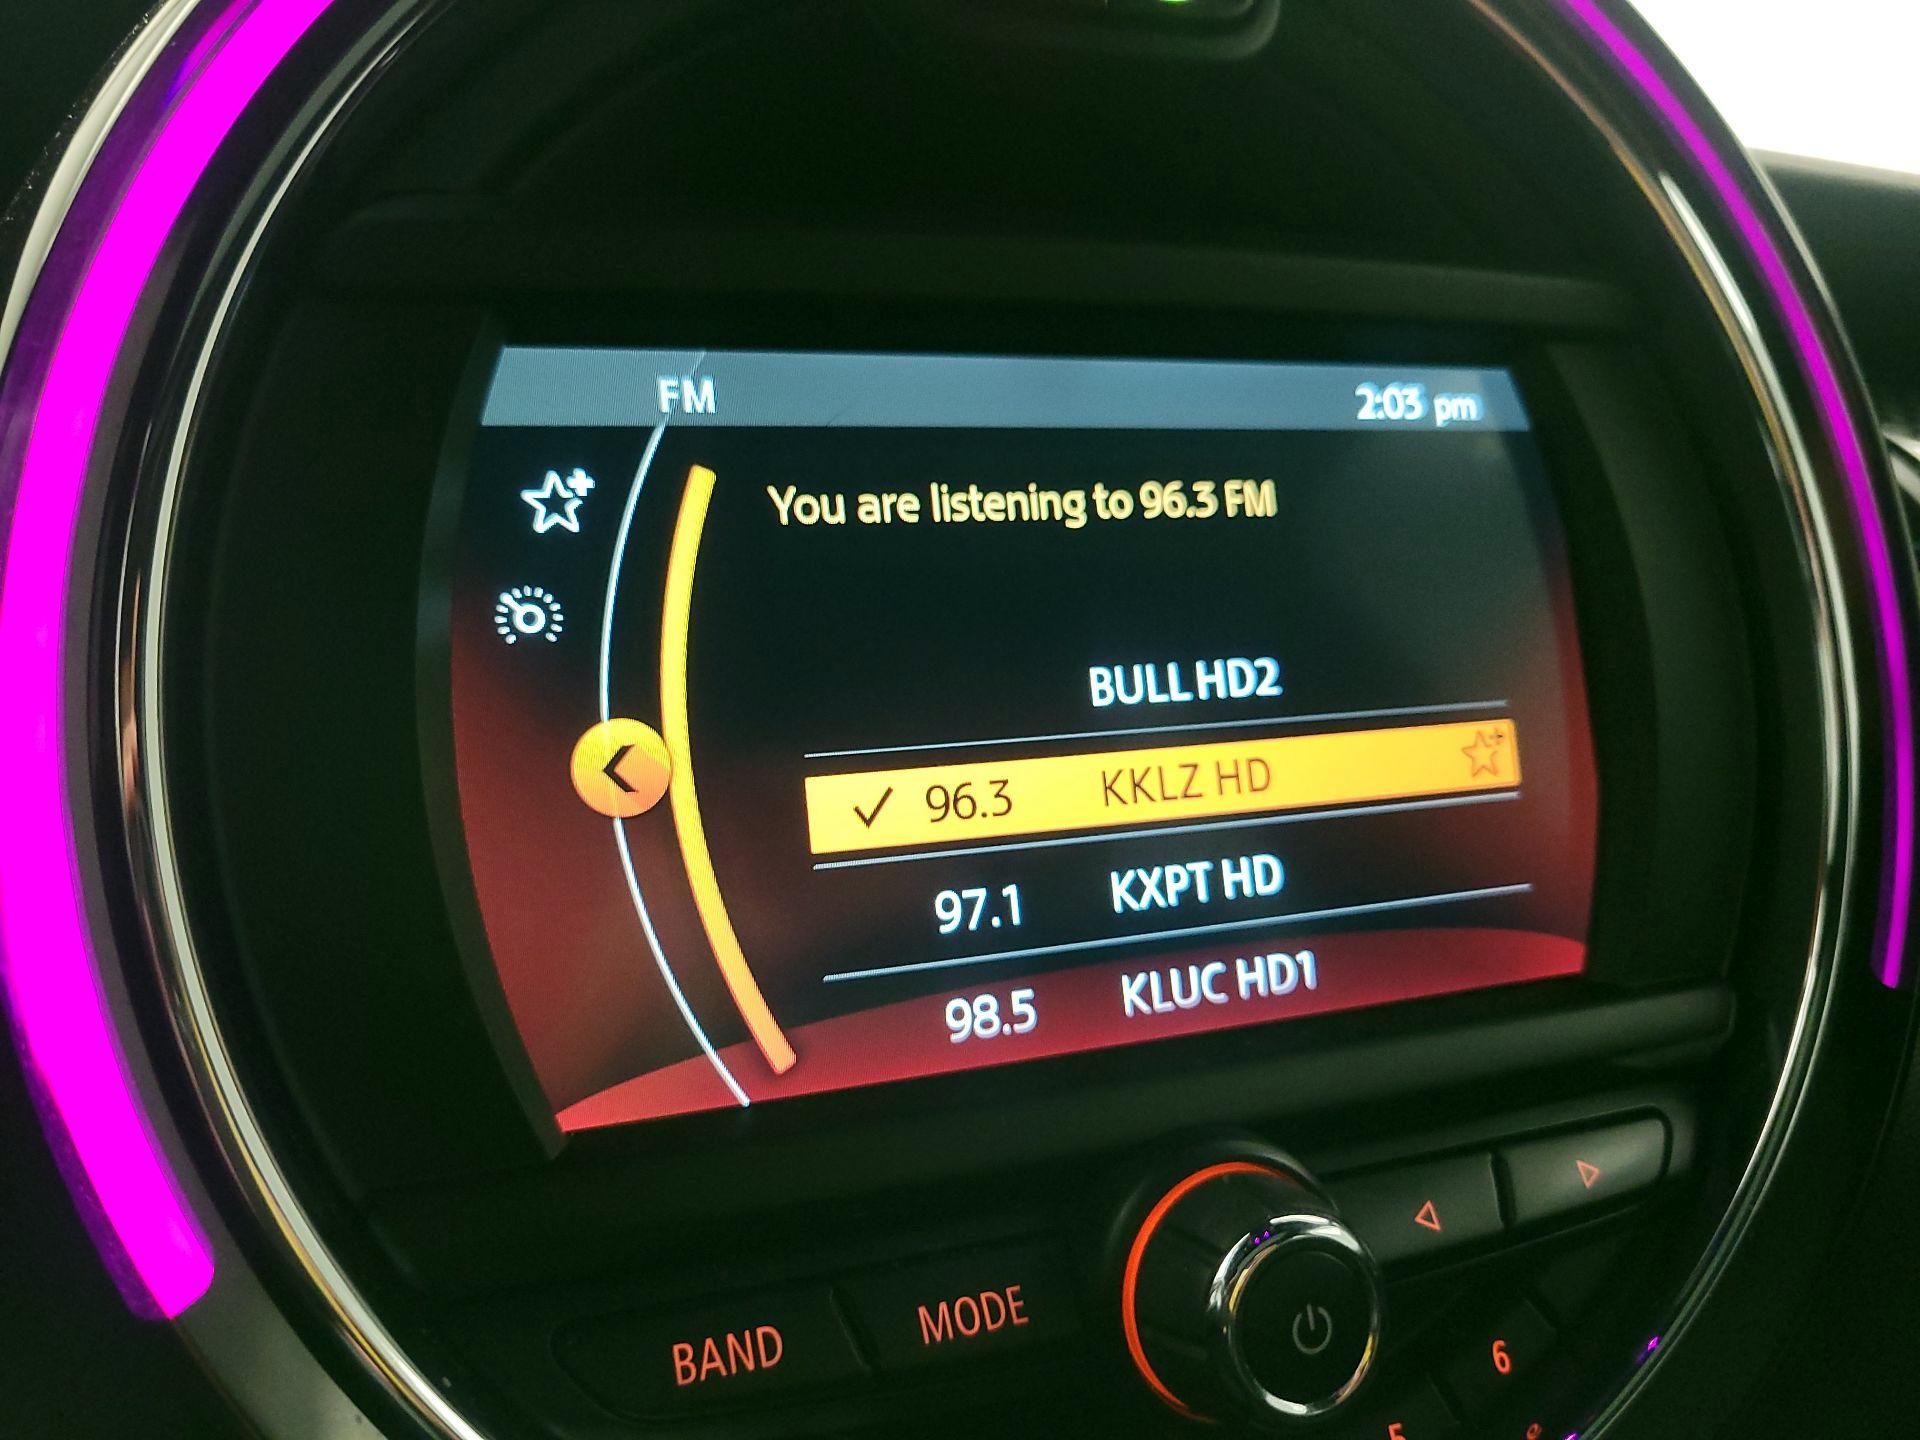 FM 2:03 pm
You are listening to 96.3 FM
BULL HD2
96.3 KKLZ HD
97.1 KXPT HD
98.5 KLUC HD1
BAND MODE
6
5